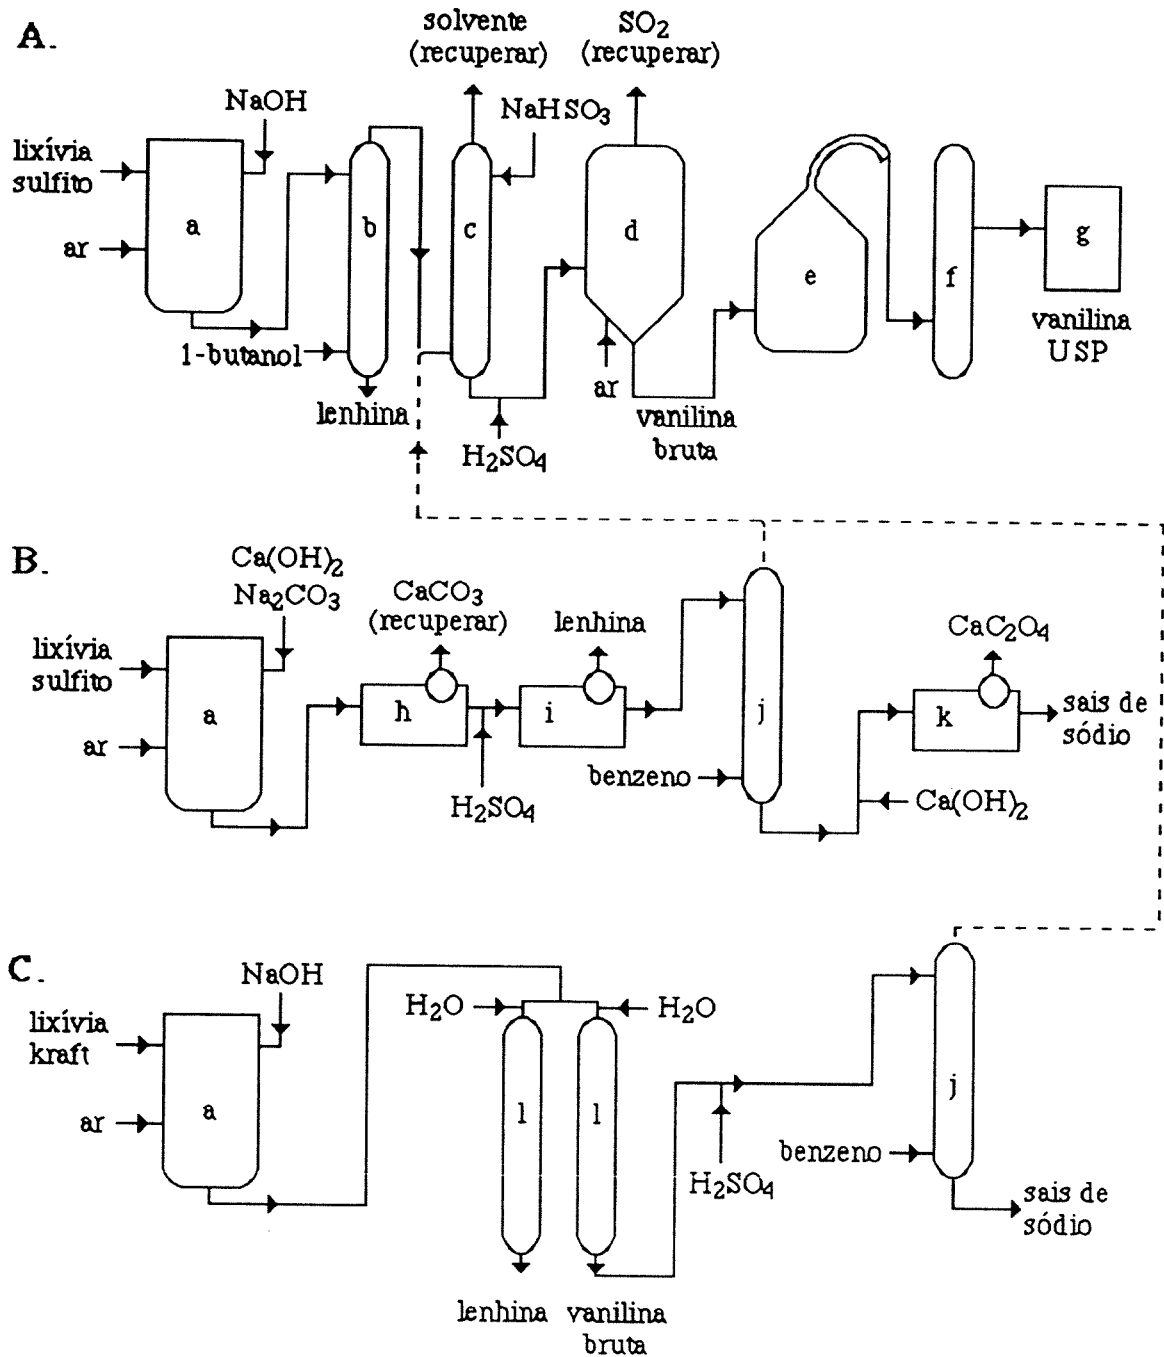 A.
solvente
(recuperar)
SO2
(recuperar)
NaOH
NaHSO3
lixívia
sulfito
ar
a
b
c
d
e
f
g
1-butanol
lenhina
H2SO4
ar
vanilina
bruta
vanilina
USP
B.
Ca(OH)2
Na2CO3
CaCO3
(recuperar)
lenhina
CaC2O4
lixívia
sulfito
ar
a
h
i
j
k
sais de
sódio
H2SO4
benzeno
Ca(OH)2
C.
NaOH
H2O
H2O
lixívia
kraft
ar
a
l
l
j
H2SO4
benzeno
sais de
sódio
lenhina
vanilina
bruta